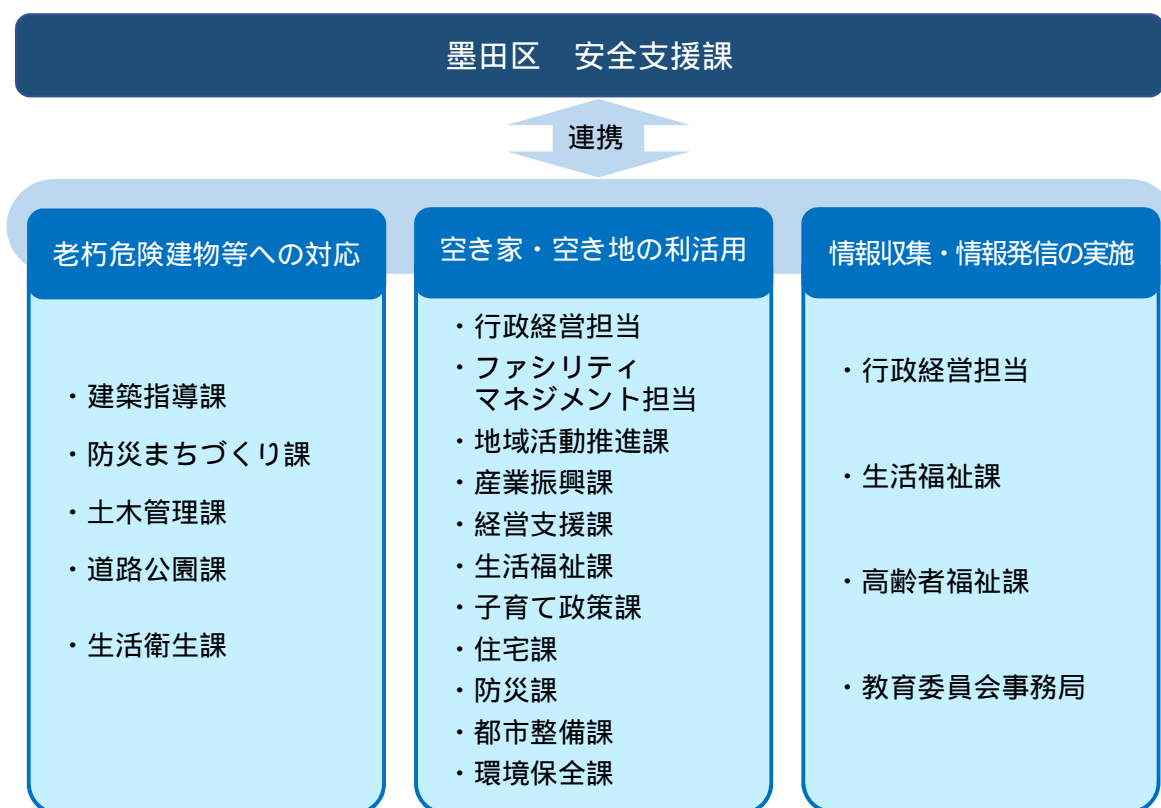 墨田区　安全支援課
連携
老朽危険建物等への対応
・建築指導課
・防災まちづくり課
・土木管理課
・道路公園課
・生活衛生課
空き家・空き地の利活用
・行政経営担当
・ファシリティ
マネジメント担当
・地域活動推進課
・産業振興課
・経営支援課
・生活福祉課
・子育て政策課
・住宅課
・防災課
・都市整備課
・環境保全課
情報収集・情報発信の実施
・行政経営担当
・生活福祉課
・高齢者福祉課
・教育委員会事務局